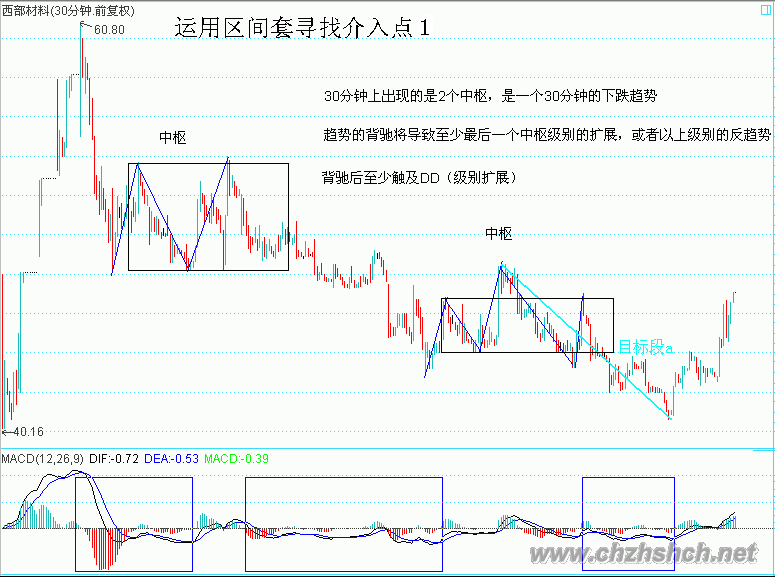 西部材料(30分钟.前复权)
运用区间套寻找介入点1
60.80
30分钟上出现的是2个中枢，是一个30分钟的下跌趋势
趋势的背驰将导致至少最后一个中枢级别的扩展，或者以上级别的反趋势
中枢
背驰后至少触及DD（级别扩展）
中枢
目标段a
40.16
MACD(12,26,9) DIF:-0.72 DEA:-0.53 MACD:-0.39
www.chzhshch.net